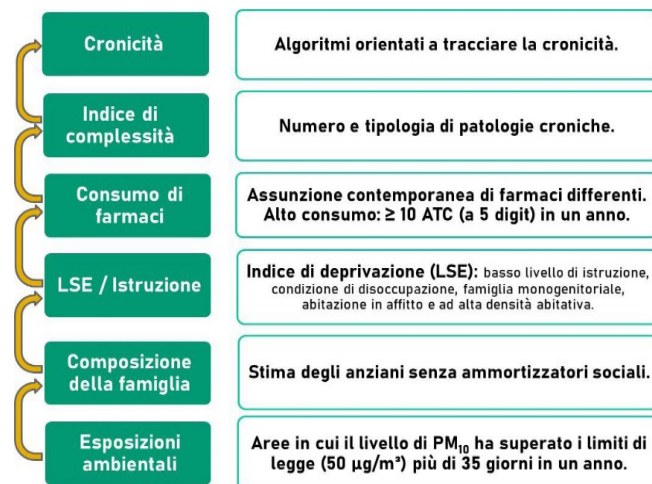 Cronicità
Algoritmi orientati a tracciare la cronicità.
Indice di
complessità
Numero e tipologia di patologie croniche.
Consumo di
farmaci
Assunzione contemporanea di farmaci differenti.
Alto consumo: ≥ 10 ATC (a 5 digit) in un anno.
LSE / Istruzione
Indice di deprivazione (LSE): basso livello di istruzione,
condizione di disoccupazione, famiglia monogenitoriale,
abitazione in affitto e ad alta densità abitativa.
Composizione
della famiglia
Stima degli anziani senza ammortizzatori sociali.
Esposizioni
ambientali
Aree in cui il livello di PM₁₀ ha superato i limiti di
legge (50 µg/m³) più di 35 giorni in un anno.